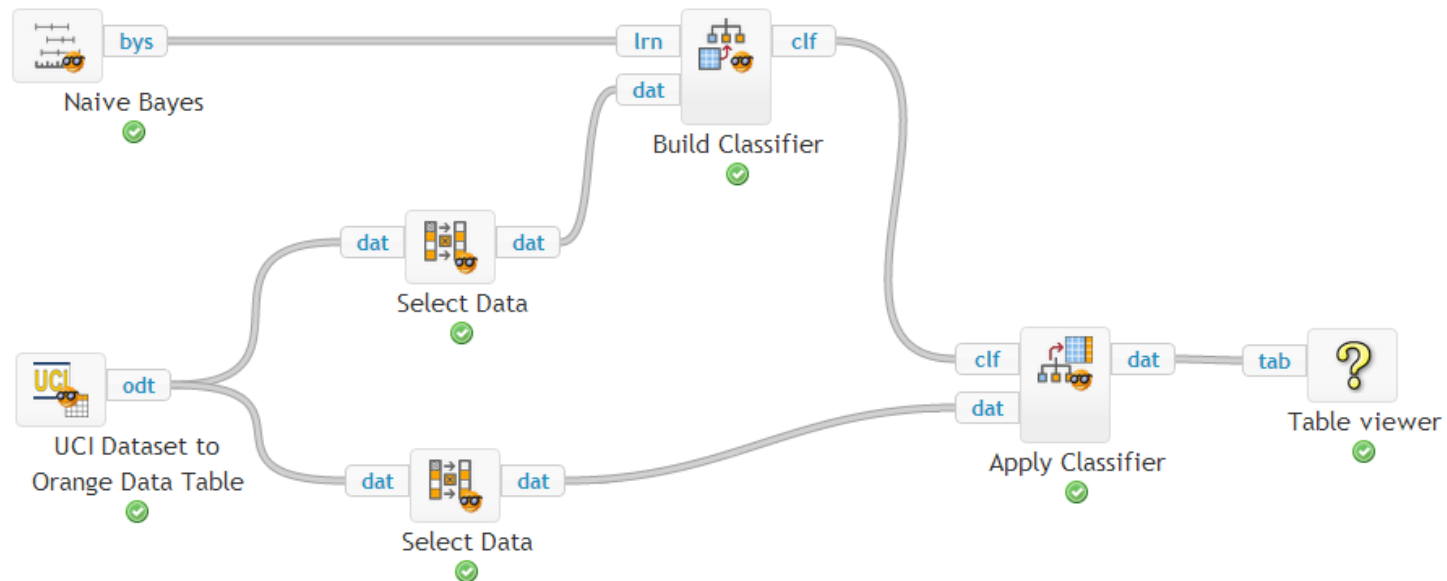 bys
Naive Bayes
lrn
clf
dat
Build Classifier
dat
dat
Select Data
UCI
odt
UCI Dataset to
Orange Data Table
dat
dat
Select Data
clf
dat
dat
Apply Classifier
tab
?
Table viewer